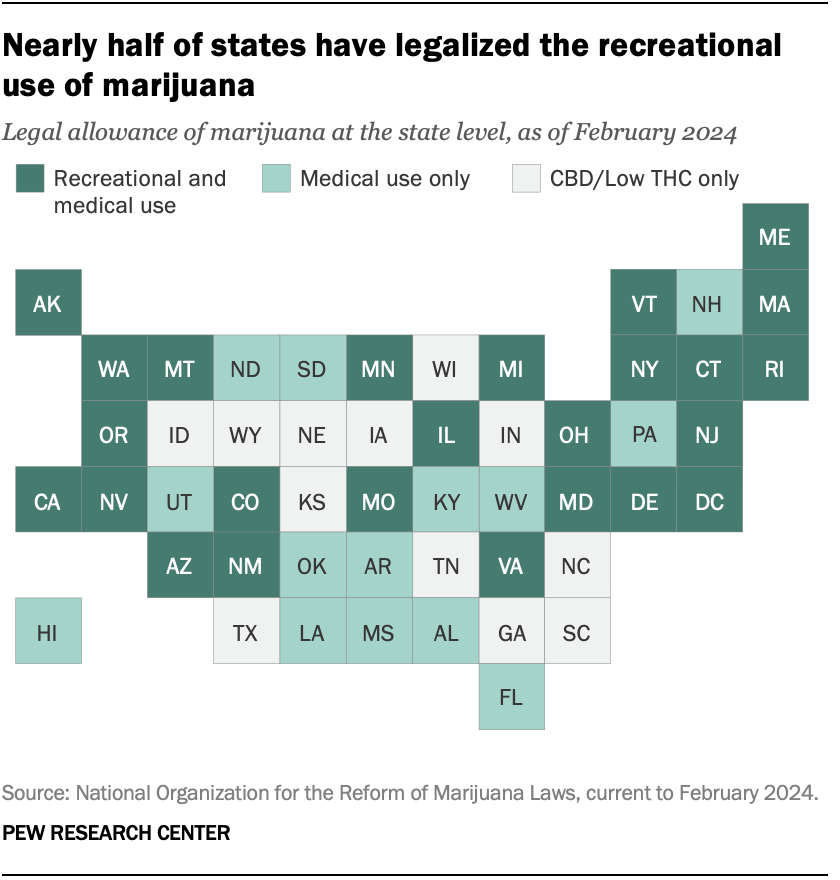 Nearly half of states have legalized the recreational
use of marijuana
Legal allowance of marijuana at the state level, as of February 2024
Recreational and
medical use
Medical use only
CBD/Low THC only
ME
AK
VT
NH
MA
WA
MT
ND
SD
MN
WI
MI
NY
CT
RI
OR
ID
WY
NE
IA
IL
IN
OH
PA
NJ
CA
NV
UT
CO
KS
MO
KY
WV
MD
DE
DC
AZ
NM
OK
AR
TN
VA
NC
HI
TX
LA
MS
AL
GA
SC
FL
Source: National Organization for the Reform of Marijuana Laws, current to February 2024.
PEW RESEARCH CENTER